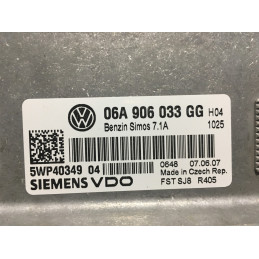 06A 906 033 GG H04
Benzin Simos 7.1A 1025
5WP40349 04
0648 07.06.07
Made in Czech Rep.
SIEMENS VDO
FST SJ8 R405